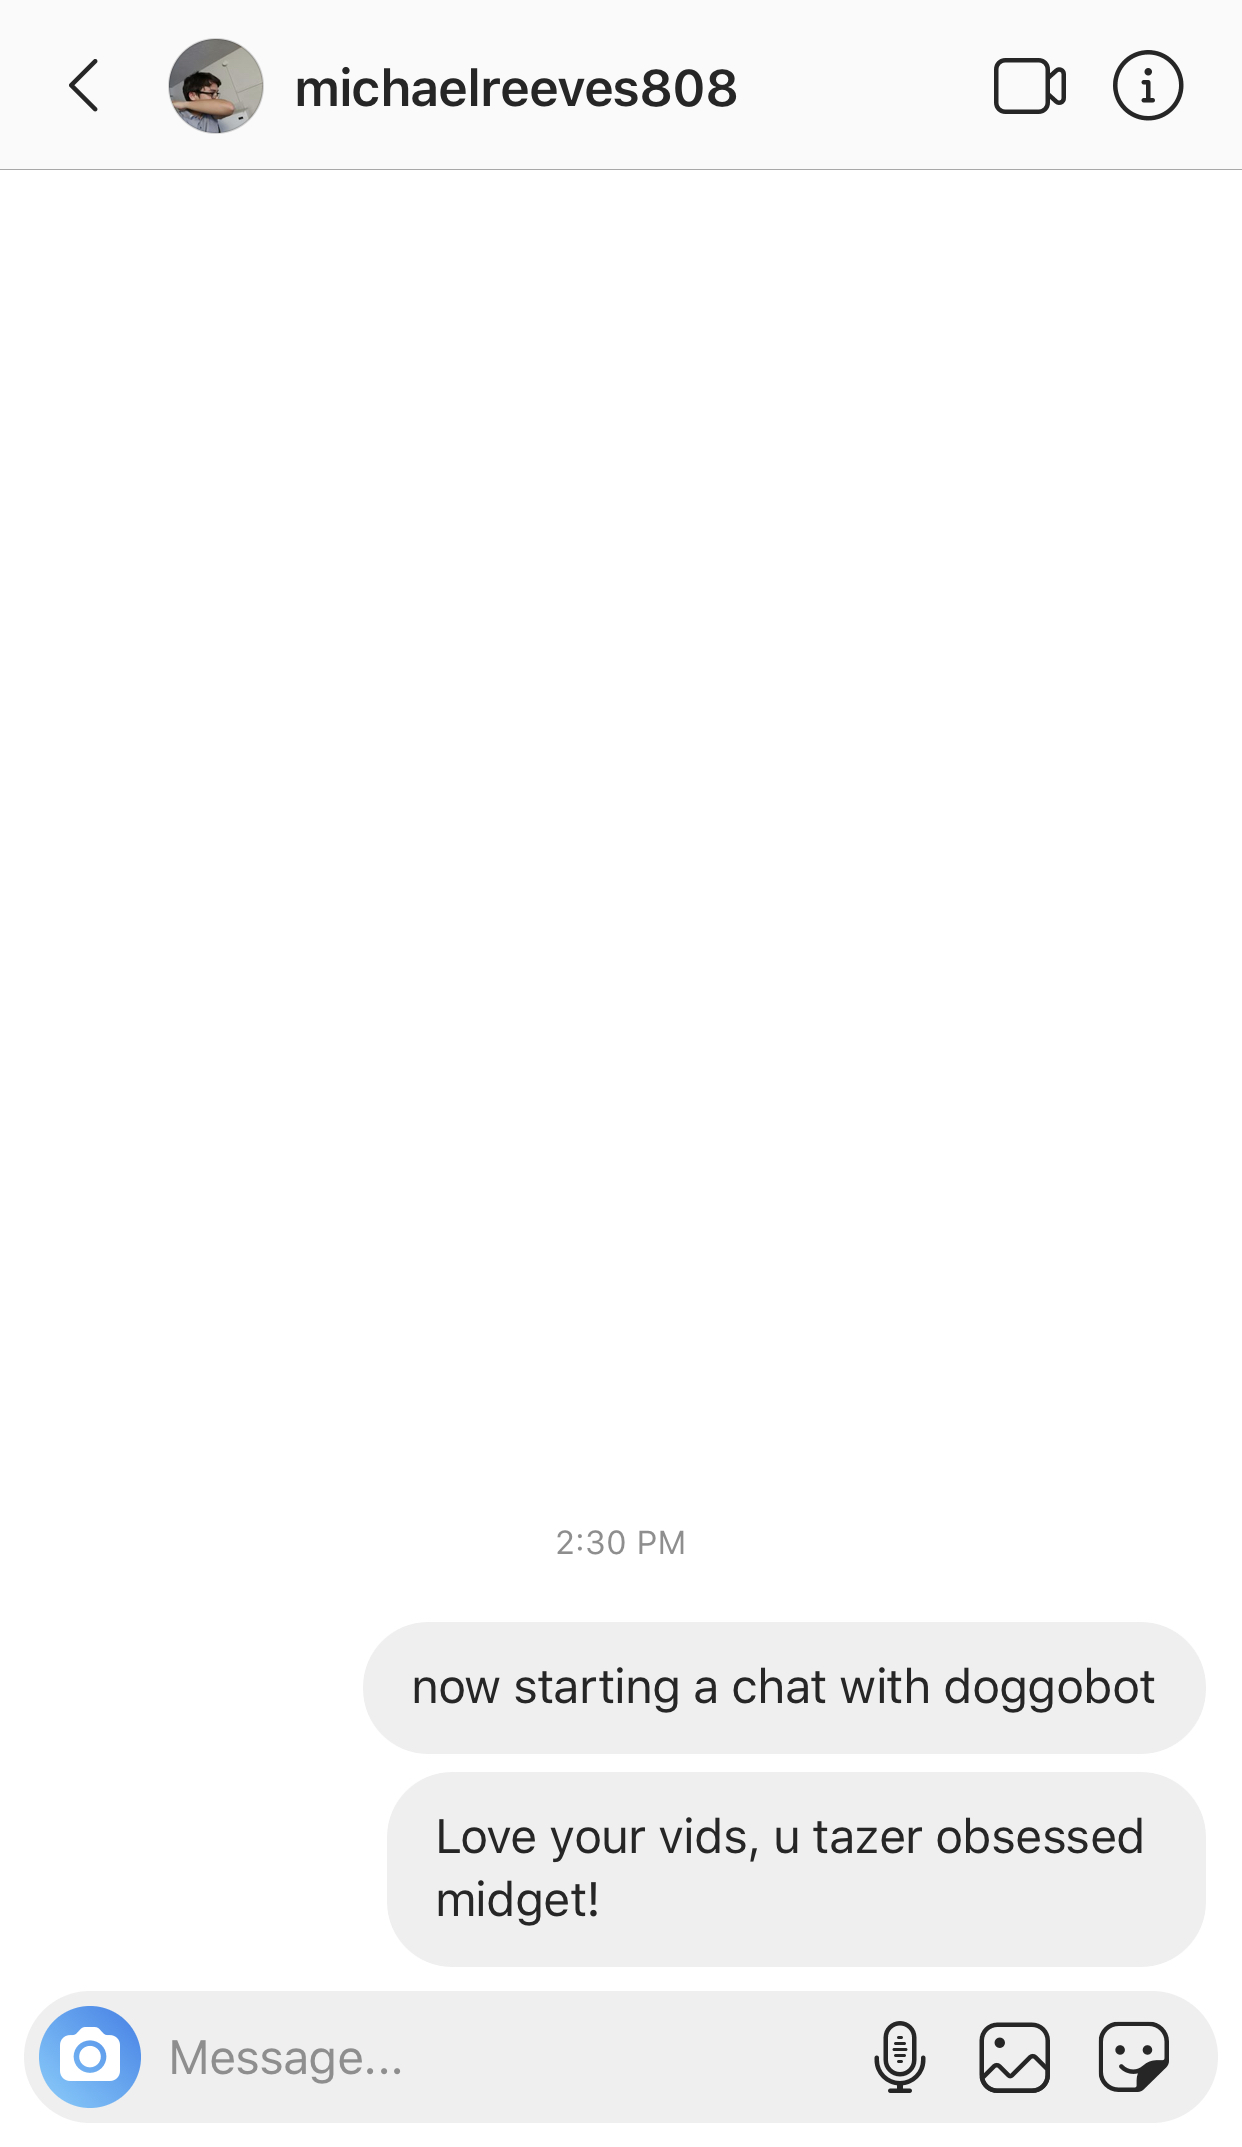 michaelreeves808
2:30 PM
now starting a chat with doggobot
Love your vids, u tazer obsessed
midget!
Message...